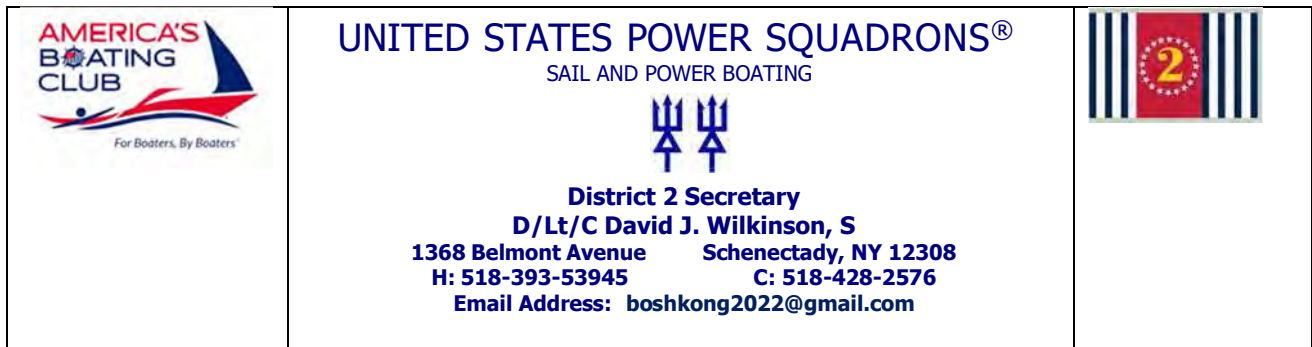 AMERICA'S
BOATING
CLUB
For Boaters, By Boaters
UNITED STATES POWER SQUADRONS®
SAIL AND POWER BOATING
District 2 Secretary
D/Lt/C David J. Wilkinson, S
1368 Belmont Avenue Schenectady, NY 12308
H: 518-393-53945 C: 518-428-2576
Email Address: boshkong2022@gmail.com
2